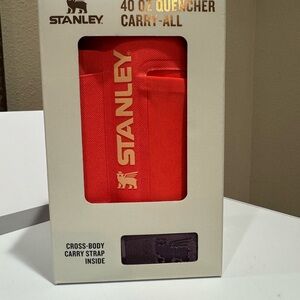 STANLEY
40 OZ QUENCHER
CARRY-ALL
STANLEY
CROSS-BODY
CARRY STRAP
INSIDE